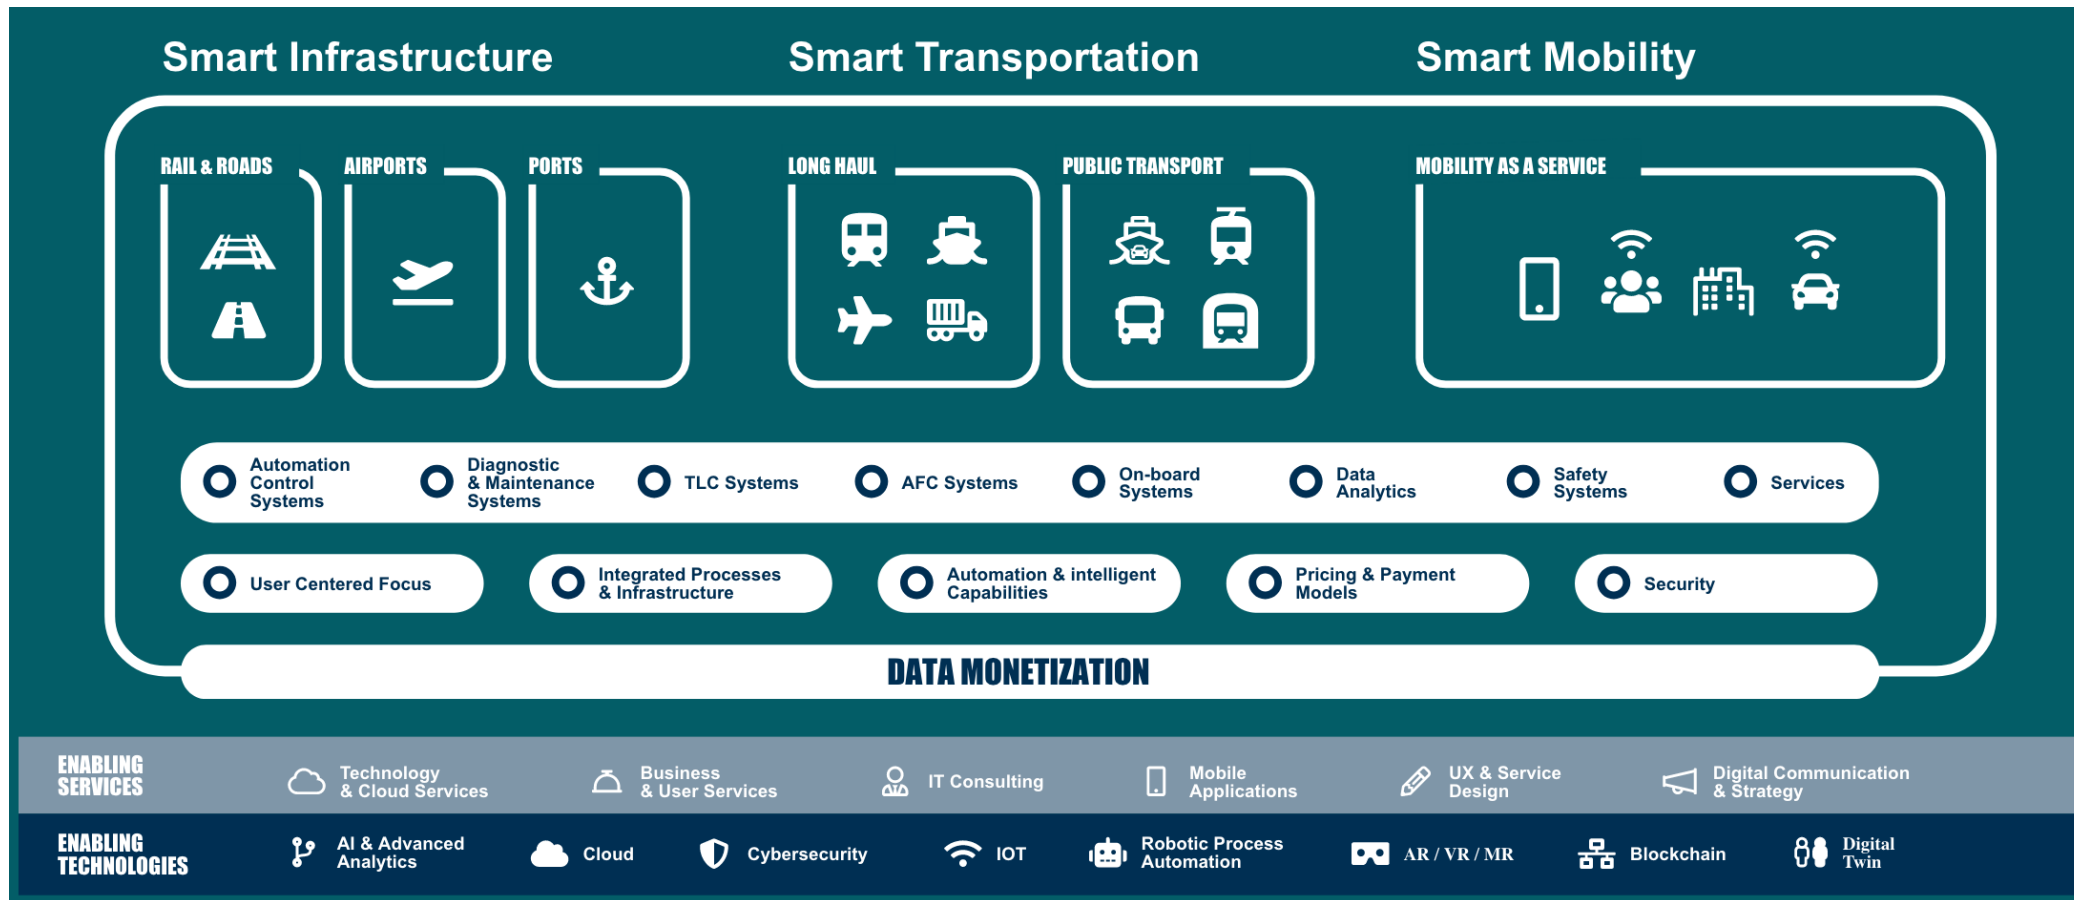 Smart Infrastructure
Smart Transportation
Smart Mobility
RAIL & ROADS
AIRPORTS
PORTS
LONG HAUL
PUBLIC TRANSPORT
MOBILITY AS A SERVICE
Automation
Control
Systems
Diagnostic
& Maintenance
Systems
TLC Systems
AFC Systems
On-board
Systems
Data
Analytics
Safety
Systems
Services
User Centered Focus
Integrated Processes
& Infrastructure
Automation & intelligent
Capabilities
Pricing & Payment
Models
Security
DATA MONETIZATION
ENABLING
SERVICES
Technology
& Cloud Services
Business
& User Services
IT Consulting
Mobile
Applications
UX & Service
Design
Digital Communication
& Strategy
ENABLING
TECHNOLOGIES
AI & Advanced
Analytics
Cloud
Cybersecurity
IOT
Robotic Process
Automation
AR / VR / MR
Blockchain
Digital
Twin